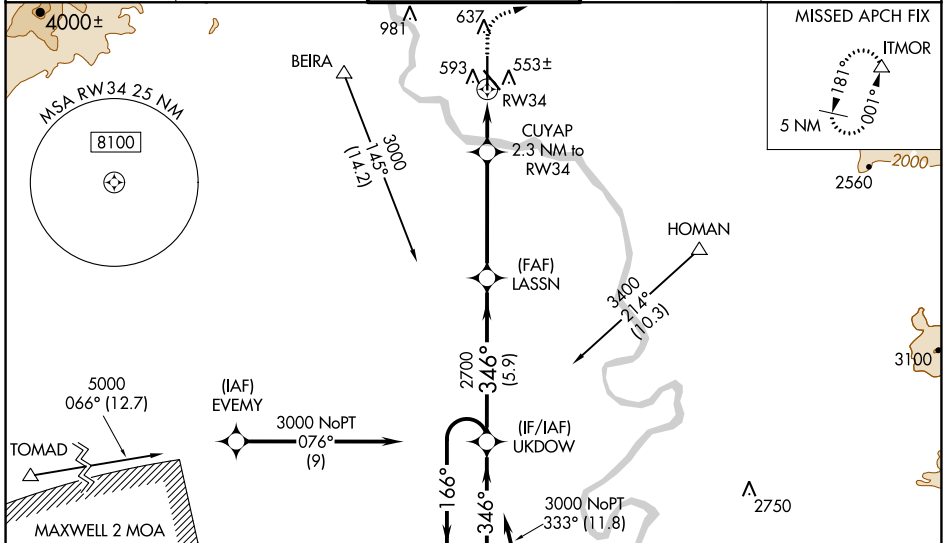 4000±
981
637
MISSED APCH FIX
ITMOR
181°
001°
5 NM
BEIRA
593
553±
RW34
MSA RW34 25 NM
8100
3000
145°
(14.2)
CUYAP
2.3 NM to
RW34
2000
2560
HOMAN
(FAF)
LASSN
3400
214°
(10.3)
2700
346°
(5.9)
3100
5000
066° (12.7)
(IAF)
EVEMY
3000 NoPT
076°
(9)
(IF/IAF)
UKDOW
TOMAD
166°
346°
3000 NoPT
333° (11.8)
2750
MAXWELL 2 MOA